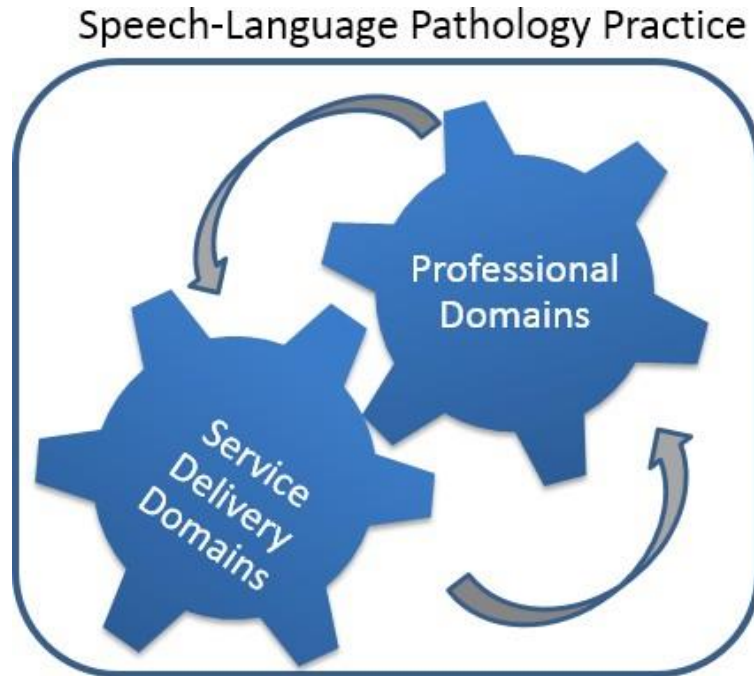 Speech-Language Pathology Practice
Professional
Domains
Service
Delivery
Domains